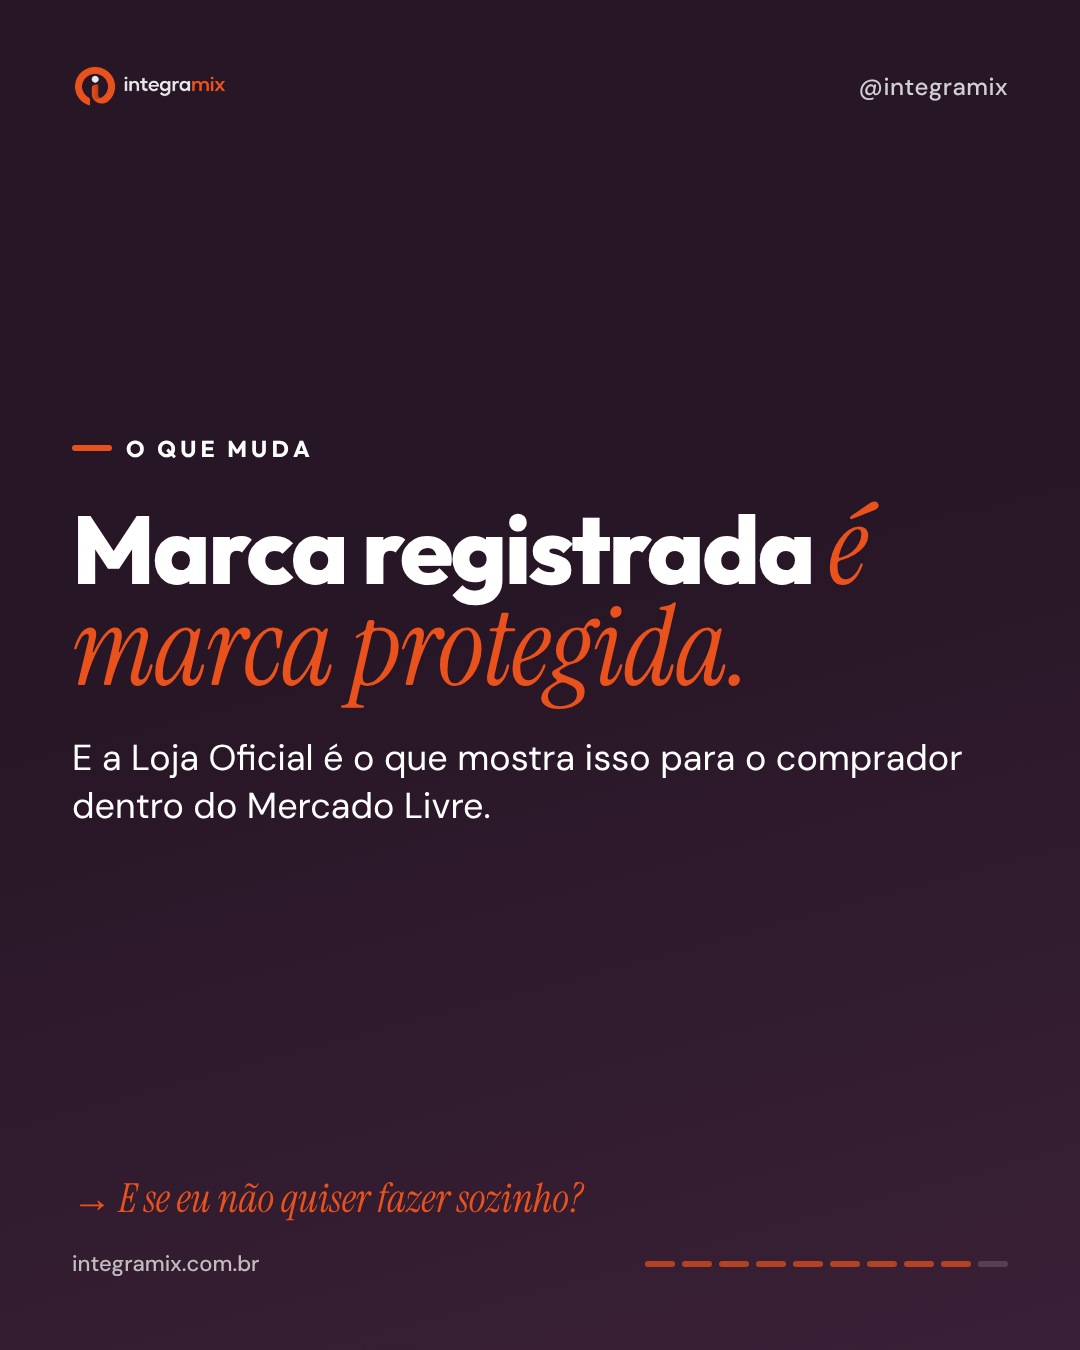 integramix
@integramix
O QUE MUDA
Marca registrada é
marca protegida.
E a Loja Oficial é o que mostra isso para o comprador
dentro do Mercado Livre.
→ E se eu não quiser fazer sozinho?
integramix.com.br